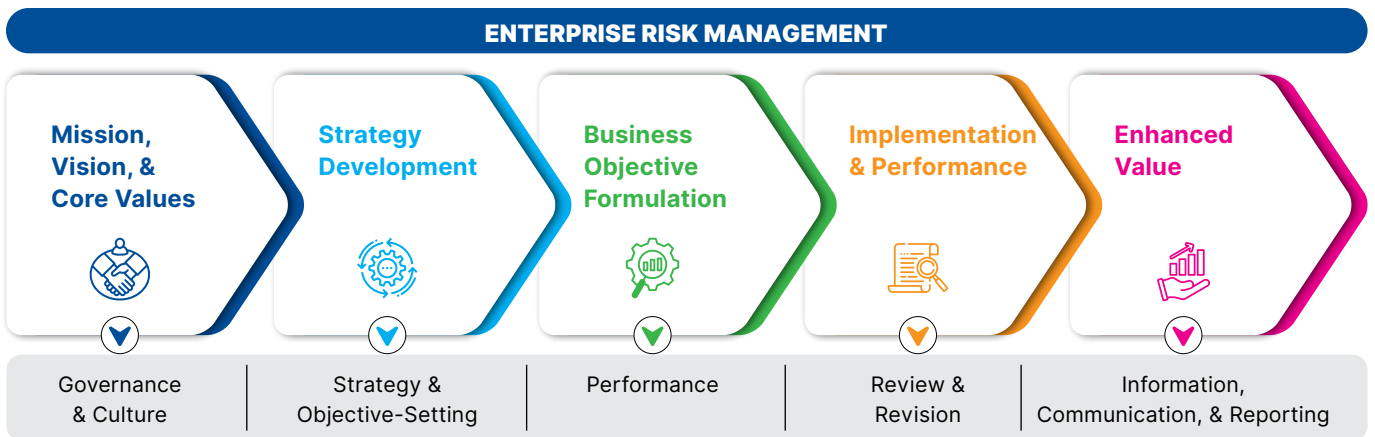 ENTERPRISE RISK MANAGEMENT
Mission,
Vision, &
Core Values
Strategy
Development
Business
Objective
Formulation
Implementation
& Performance
Enhanced
Value
Governance
& Culture
Strategy &
Objective-Setting
Performance
Review &
Revision
Information,
Communication, & Reporting